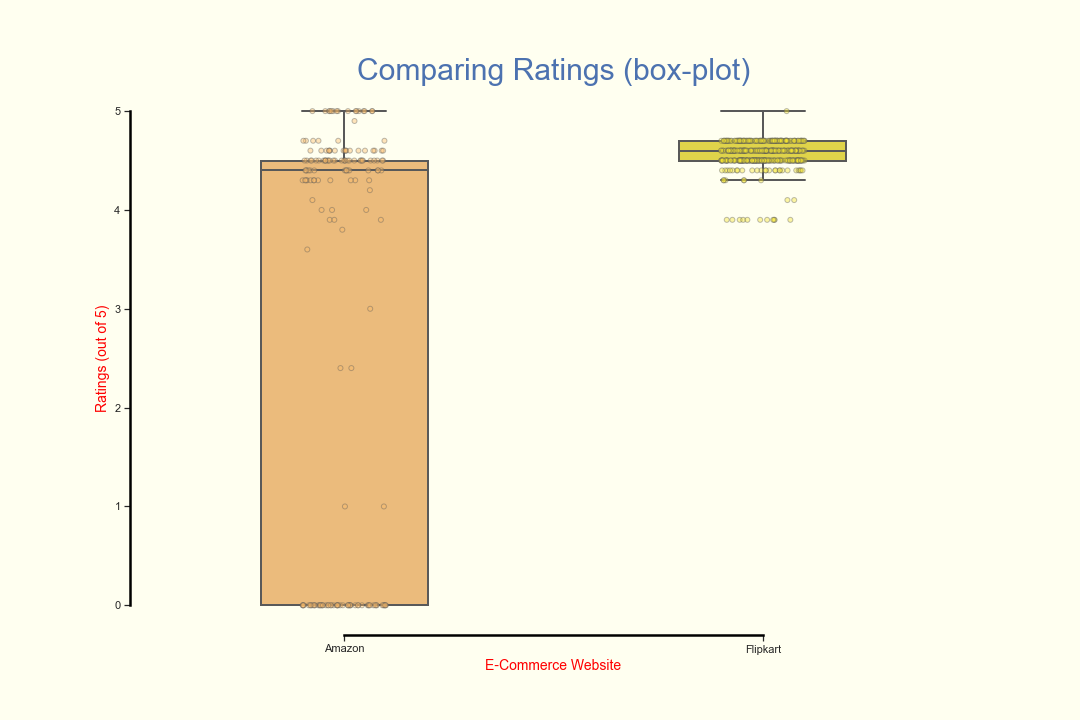 Comparing Ratings (box-plot)
5
4
3
2
1
0
Ratings (out of 5)
Amazon
Flipkart
E-Commerce Website